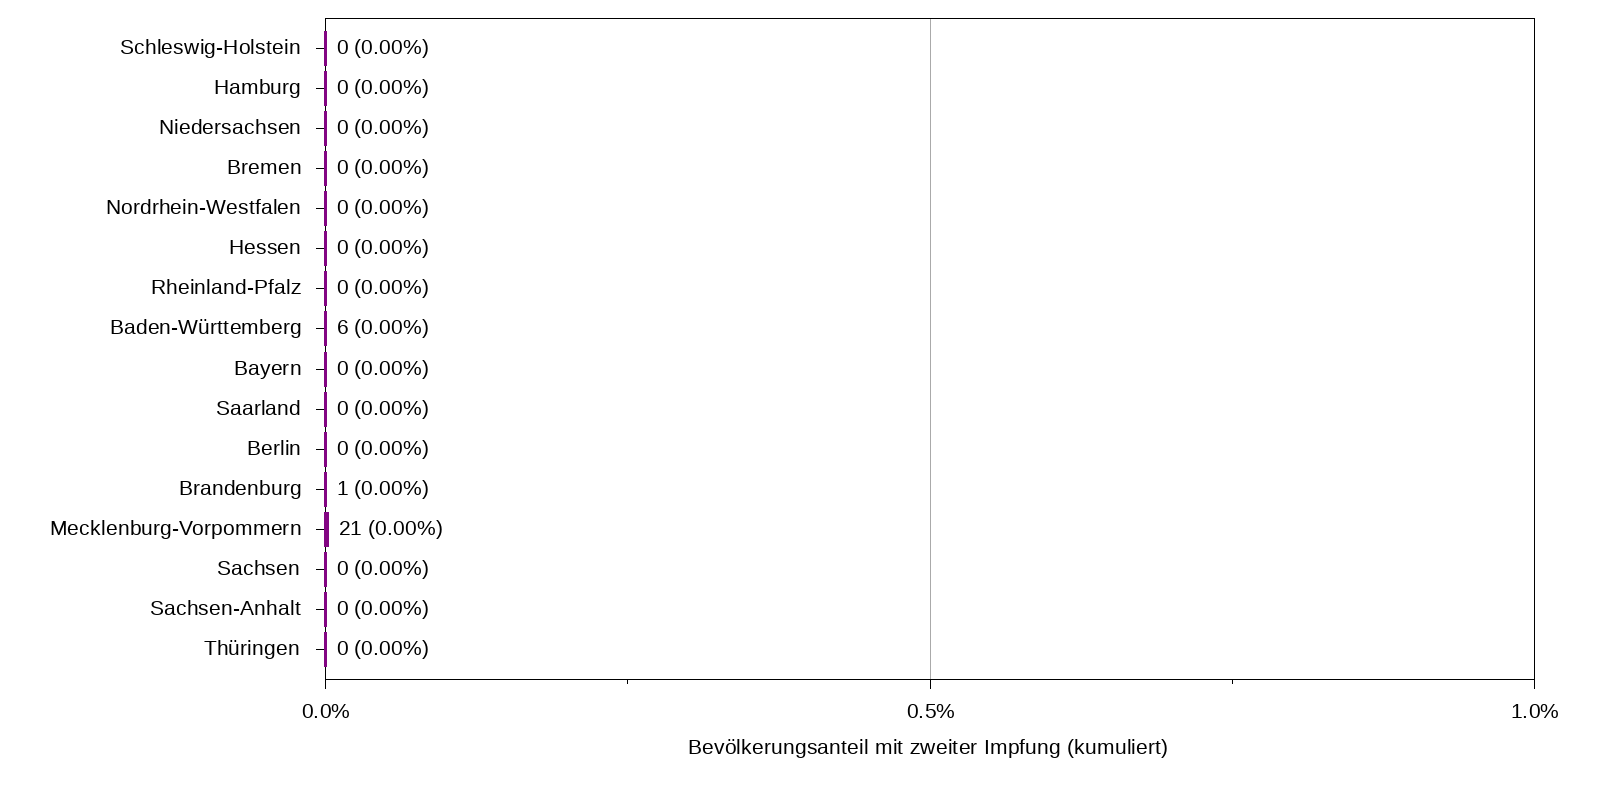 Schleswig-Holstein 0 (0.00%)
Hamburg 0 (0.00%)
Niedersachsen 0 (0.00%)
Bremen 0 (0.00%)
Nordrhein-Westfalen 0 (0.00%)
Hessen 0 (0.00%)
Rheinland-Pfalz 0 (0.00%)
Baden-Württemberg 6 (0.00%)
Bayern 0 (0.00%)
Saarland 0 (0.00%)
Berlin 0 (0.00%)
Brandenburg 1 (0.00%)
Mecklenburg-Vorpommern 21 (0.00%)
Sachsen 0 (0.00%)
Sachsen-Anhalt 0 (0.00%)
Thüringen 0 (0.00%)
0.0% 0.5% 1.0%
Bevölkerungsanteil mit zweiter Impfung (kumuliert)